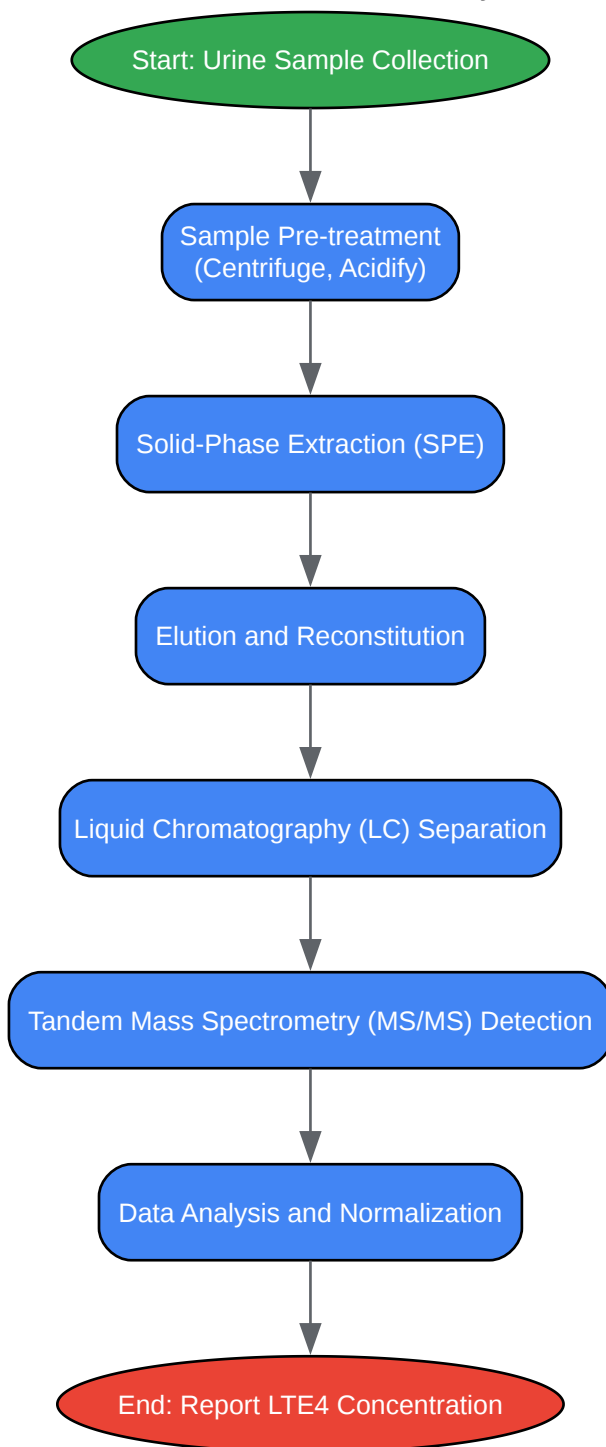 Start: Urine Sample Collection
Sample Pre-treatment
(Centrifuge, Acidify)
Solid-Phase Extraction (SPE)
Elution and Reconstitution
Liquid Chromatography (LC) Separation
Tandem Mass Spectrometry (MS/MS) Detection
Data Analysis and Normalization
End: Report LTE4 Concentration